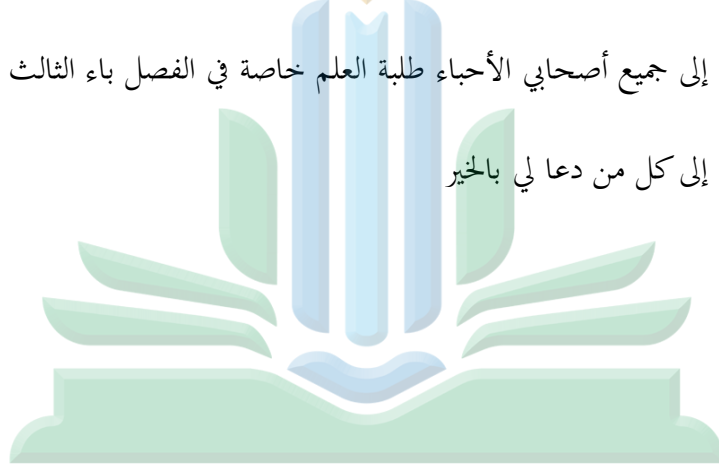 إلى جميع أصحابي الأحباء طلبة العلم خاصة في الفصل باء الثالث
إلى كل من دعا لي بالخير